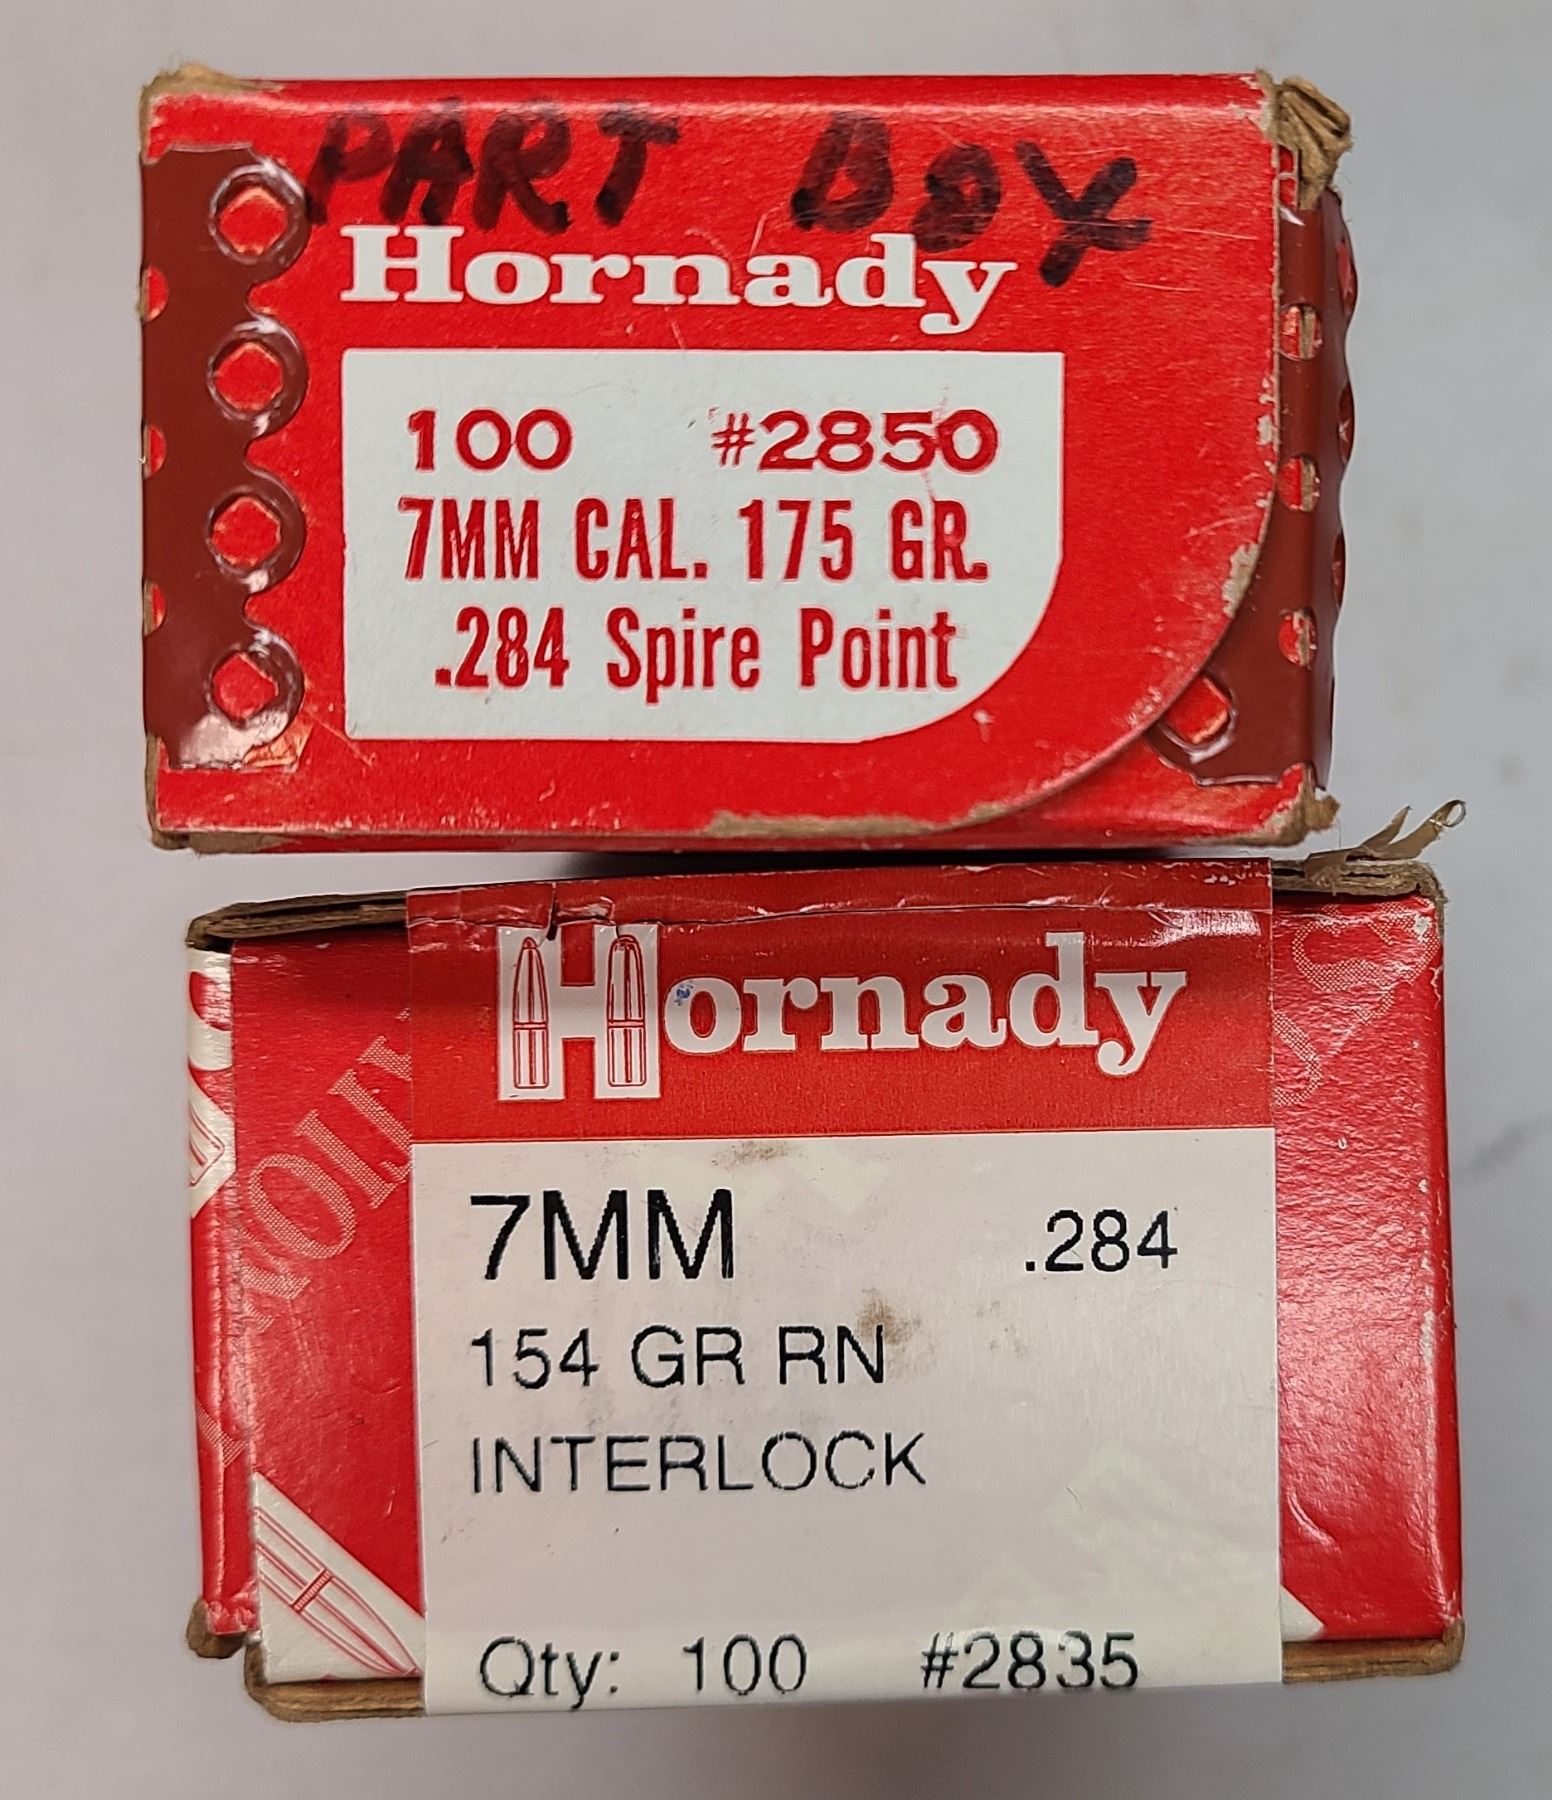 PART BOX
Hornady
100 #2850
7MM CAL. 175 GR.
.284 Spire Point
Hornady
7MM .284
154 GR RN
INTERLOCK
Qty: 100 #2835